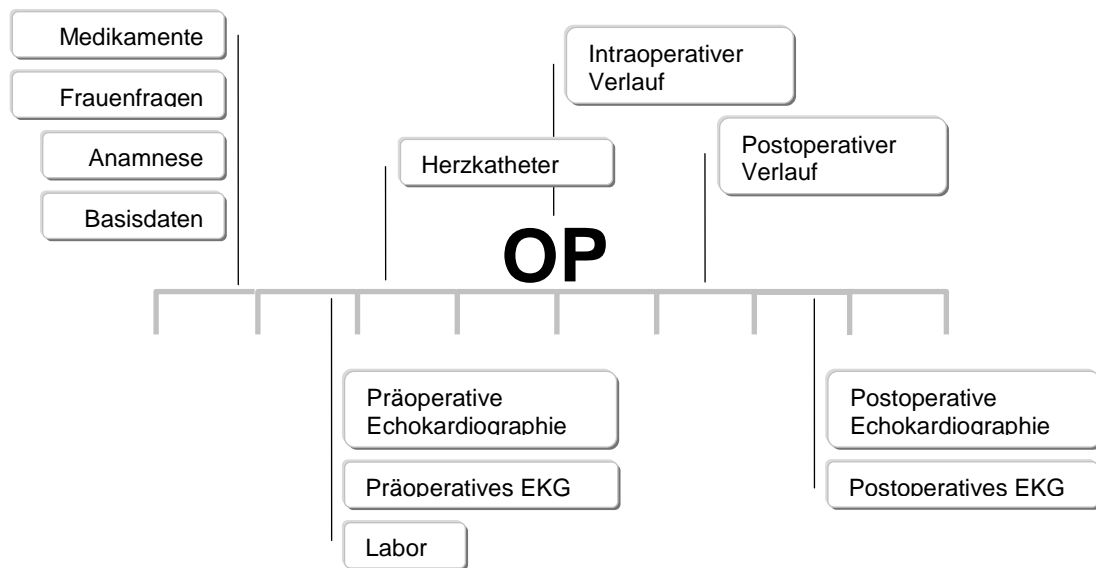 Medikamente
Frauenfragen
Anamnese
Basisdaten
Intraoperativer
Verlauf
Herzkatheter
Postoperativer
Verlauf
OP
Präoperative
Echokardiographie
Präoperatives EKG
Labor
Postoperative
Echokardiographie
Postoperatives EKG